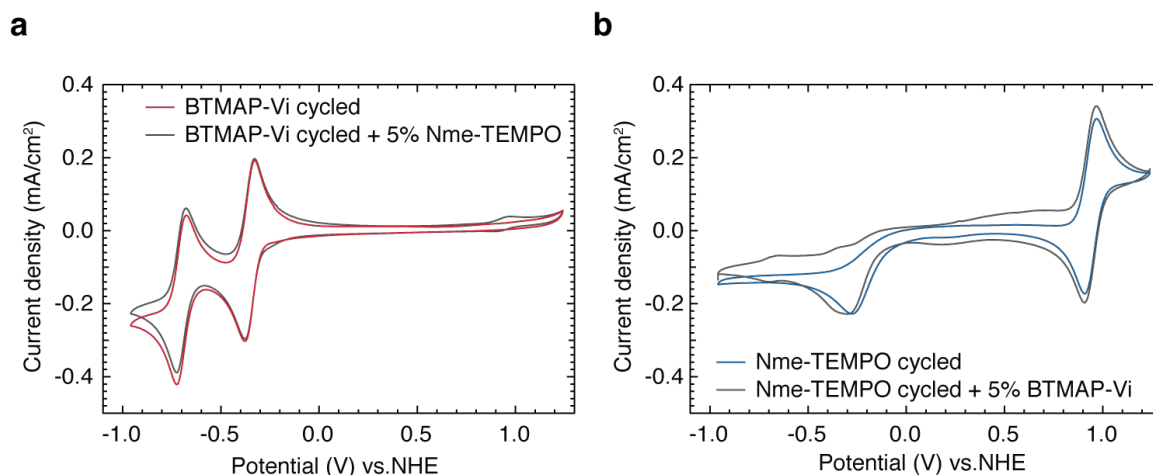 a
0.4
0.2
0.0
-0.2
-0.4
Current density (mA/cm²)
BTMAP-Vi cycled
BTMAP-Vi cycled + 5% Nme-TEMPO
-1.0 -0.5 0.0 0.5 1.0
Potential (V) vs.NHE
b
0.4
0.2
0.0
-0.2
-0.4
Current density (mA/cm²)
Nme-TEMPO cycled
Nme-TEMPO cycled + 5% BTMAP-Vi
-1.0 -0.5 0.0 0.5 1.0
Potential (V) vs.NHE